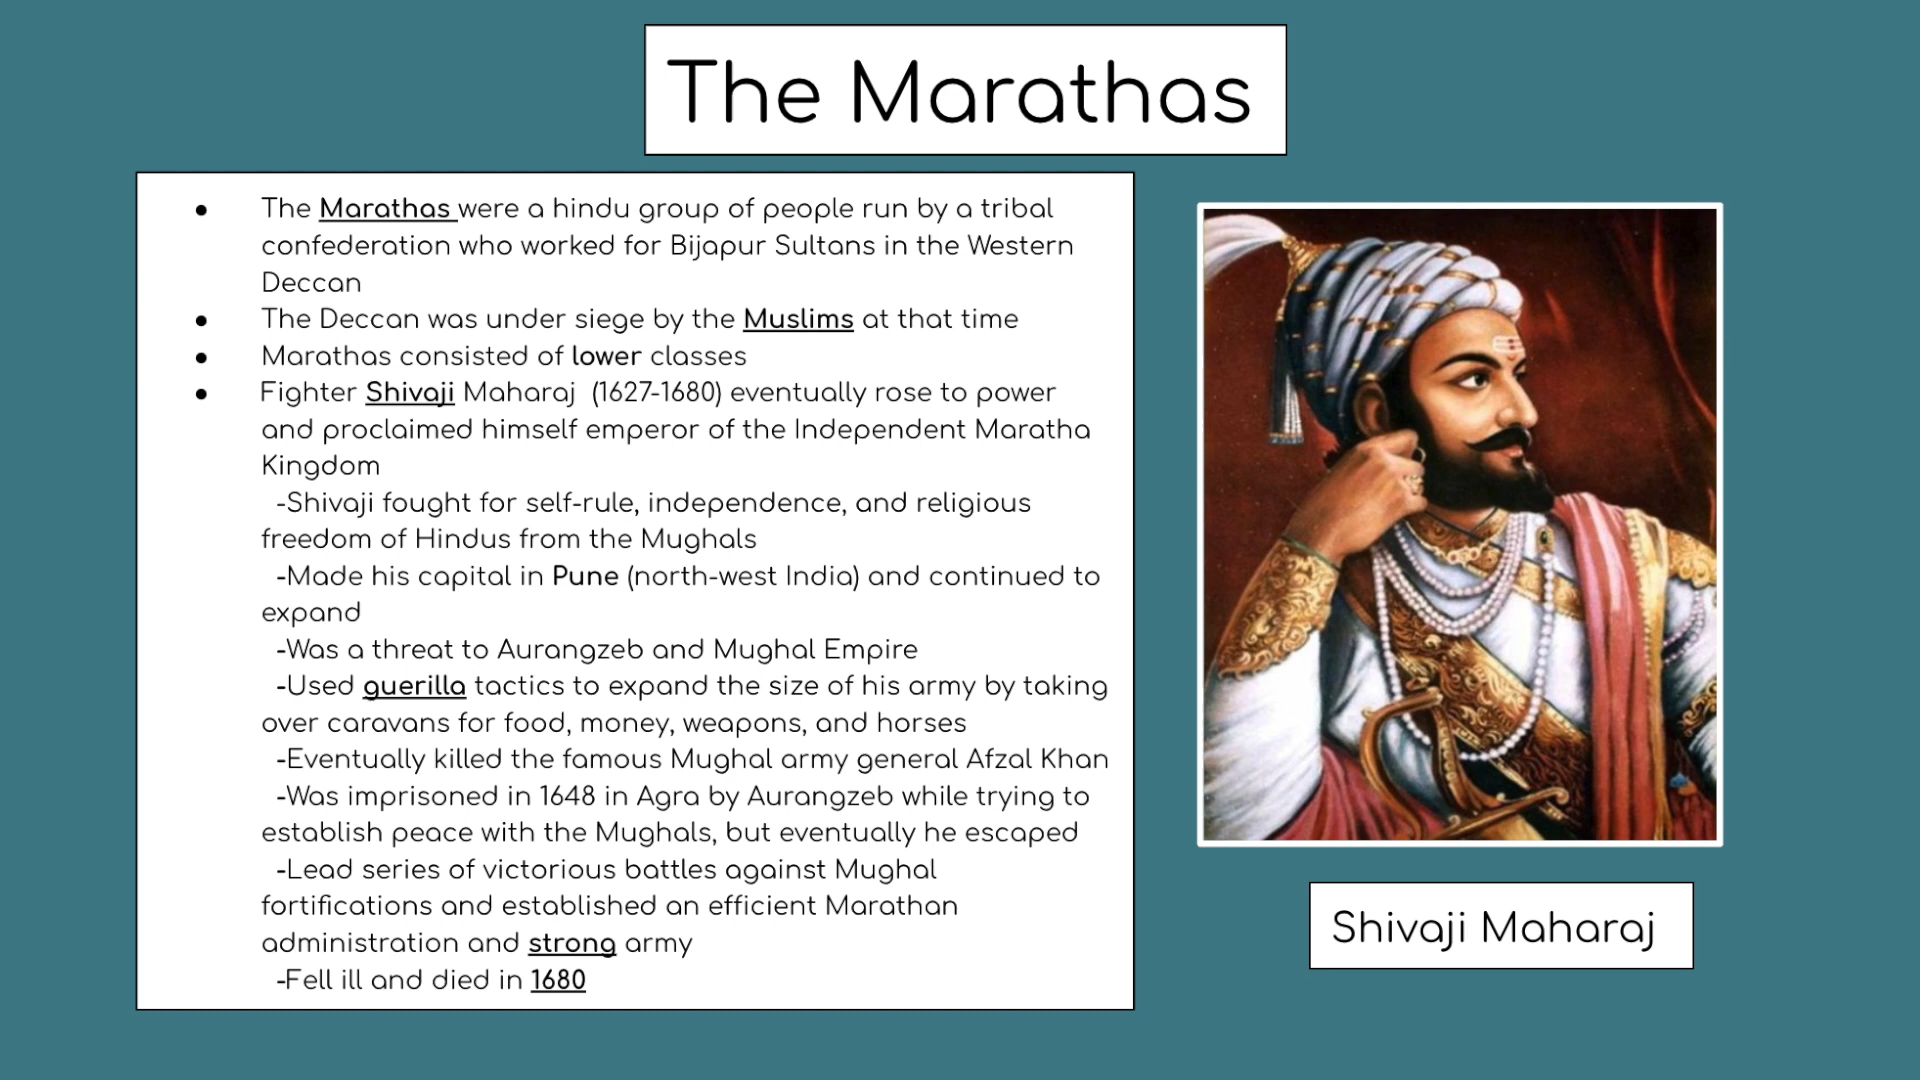 The Marathas
● The Marathas were a hindu group of people run by a tribal
confederation who worked for Bijapur Sultans in the Western
Deccan
● The Deccan was under siege by the Muslims at that time
● Marathas consisted of lower classes
● Fighter Shivaji Maharaj (1627-1680) eventually rose to power
and proclaimed himself emperor of the Independent Maratha
Kingdom
-Shivaji fought for self-rule, independence, and religious
freedom of Hindus from the Mughals
-Made his capital in Pune (north-west India) and continued to
expand
-Was a threat to Aurangzeb and Mughal Empire
-Used guerilla tactics to expand the size of his army by taking
over caravans for food, money, weapons, and horses
-Eventually killed the famous Mughal army general Afzal Khan
-Was imprisoned in 1648 in Agra by Aurangzeb while trying to
establish peace with the Mughals, but eventually he escaped
-Lead series of victorious battles against Mughal
fortifications and established an efficient Marathan
administration and strong army
-Fell ill and died in 1680
Shivaji Maharaj